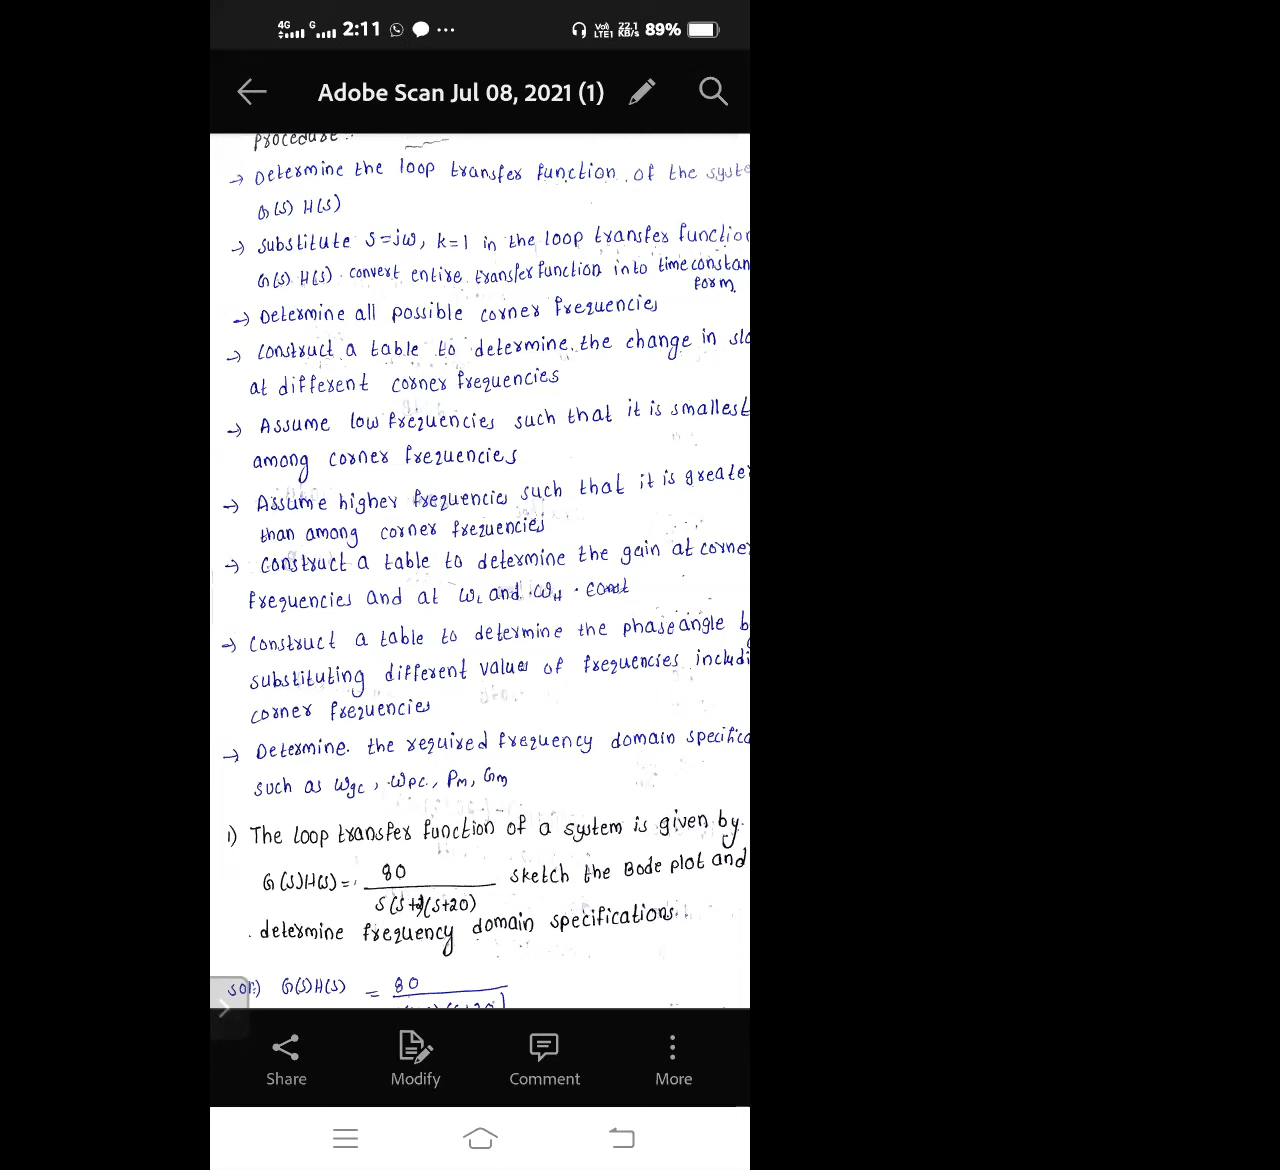 4G G 2:11 VoD LTE1 22.1 KB/s 89%
Adobe Scan Jul 08, 2021 (1)
Procedure :-
→ Determine the loop transfer function of the syste
G(s) H(s)
→ substitute s=jω, k=1 in the loop transfer function
G(s) H(s). convert entire transfer function into time constan
form.
→ Determine all possible corner frequencies
→ construct a table to determine the change in slo
at different corner frequencies
→ Assume low frequencies such that it is smallest
among corner frequencies
→ Assume higher frequencies such that it is greater
than among corner frequencies
→ construct a table to determine the gain at corner
frequencies and at ωL and ωH.
→ construct a table to determine the phase angle b
substituting different values of frequencies includi
corner frequencies
→ Determine the required frequency domain specifica
such as ωgc, ωpc, Pm, Gm
1) The loop transfer function of a system is given by
G(s)H(s) = 80 sketch the Bode plot and
s(s+2)(s+20)
determine frequency domain specifications.
sol:) G(s)H(s) = 80
Share Modify Comment More